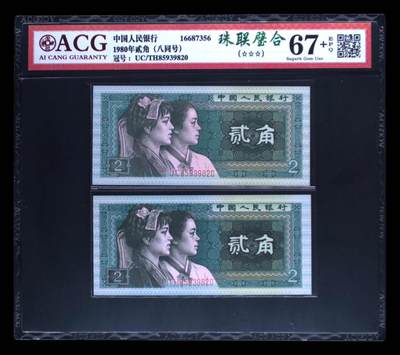 ACG
AI CANG GUARANTY
中国人民银行 16687356
1980年贰角（八同号）
冠号：UC/TH85939820
珠联璧合
(☆☆☆)
67+
EPQ
Superb Gem Unc
中国人民银行
贰角
2
2
中国人民银行
贰角
2
2